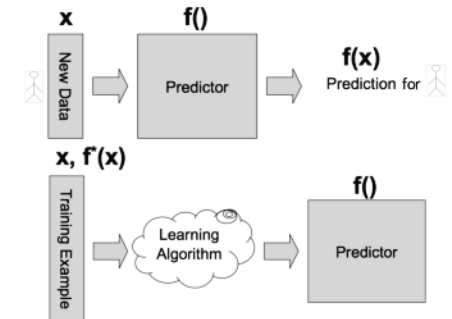 x
f()
New Data
Predictor
f(x)
Prediction for
x, f*(x)
Training Example
Learning
Algorithm
f()
Predictor